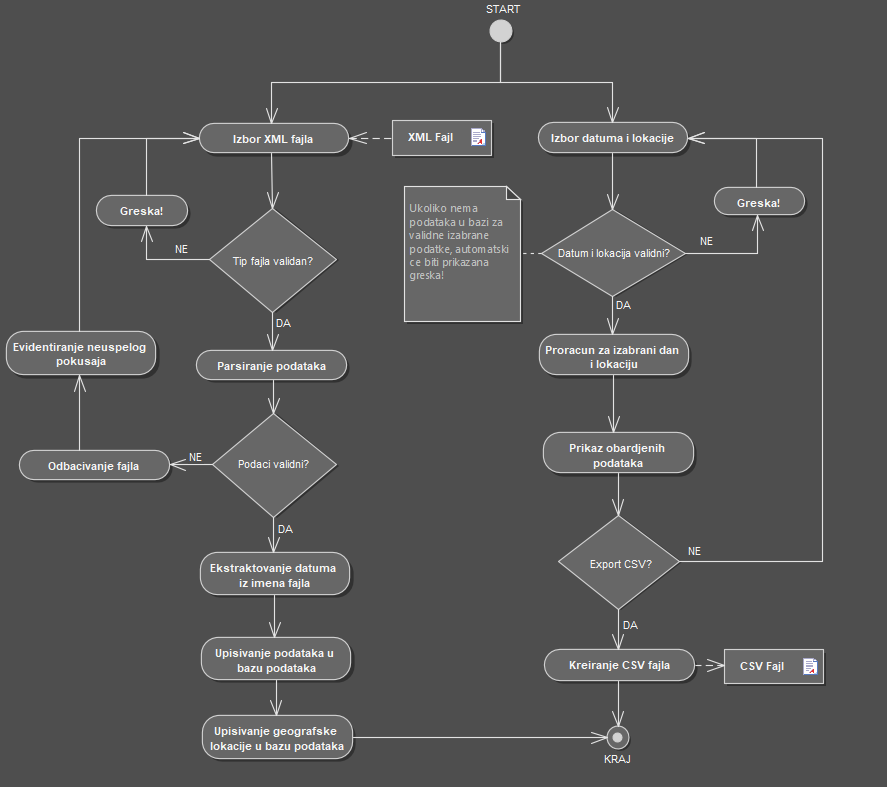 START
Izbor XML fajla
XML Fajl
Izbor datuma i lokacije
Greska!
NE
Tip fajla validan?
DA
Ukoliko nema
podataka u bazi za
validne izabrane
podatke, automatski
ce biti prikazana
greska!
Datum i lokacija validni?
NE
Greska!
DA
Evidentiranje neuspelog
pokusaja
Parsiranje podataka
Proracun za izabrani dan
i lokaciju
Odbacivanje fajla
NE
Podaci validni?
DA
Prikaz obardjenih
podataka
Ekstraktovanje datuma
iz imena fajla
Export CSV?
NE
DA
Upisivanje podataka u
bazu podataka
Kreiranje CSV fajla
CSV Fajl
Upisivanje geografske
lokacije u bazu podataka
KRAJ